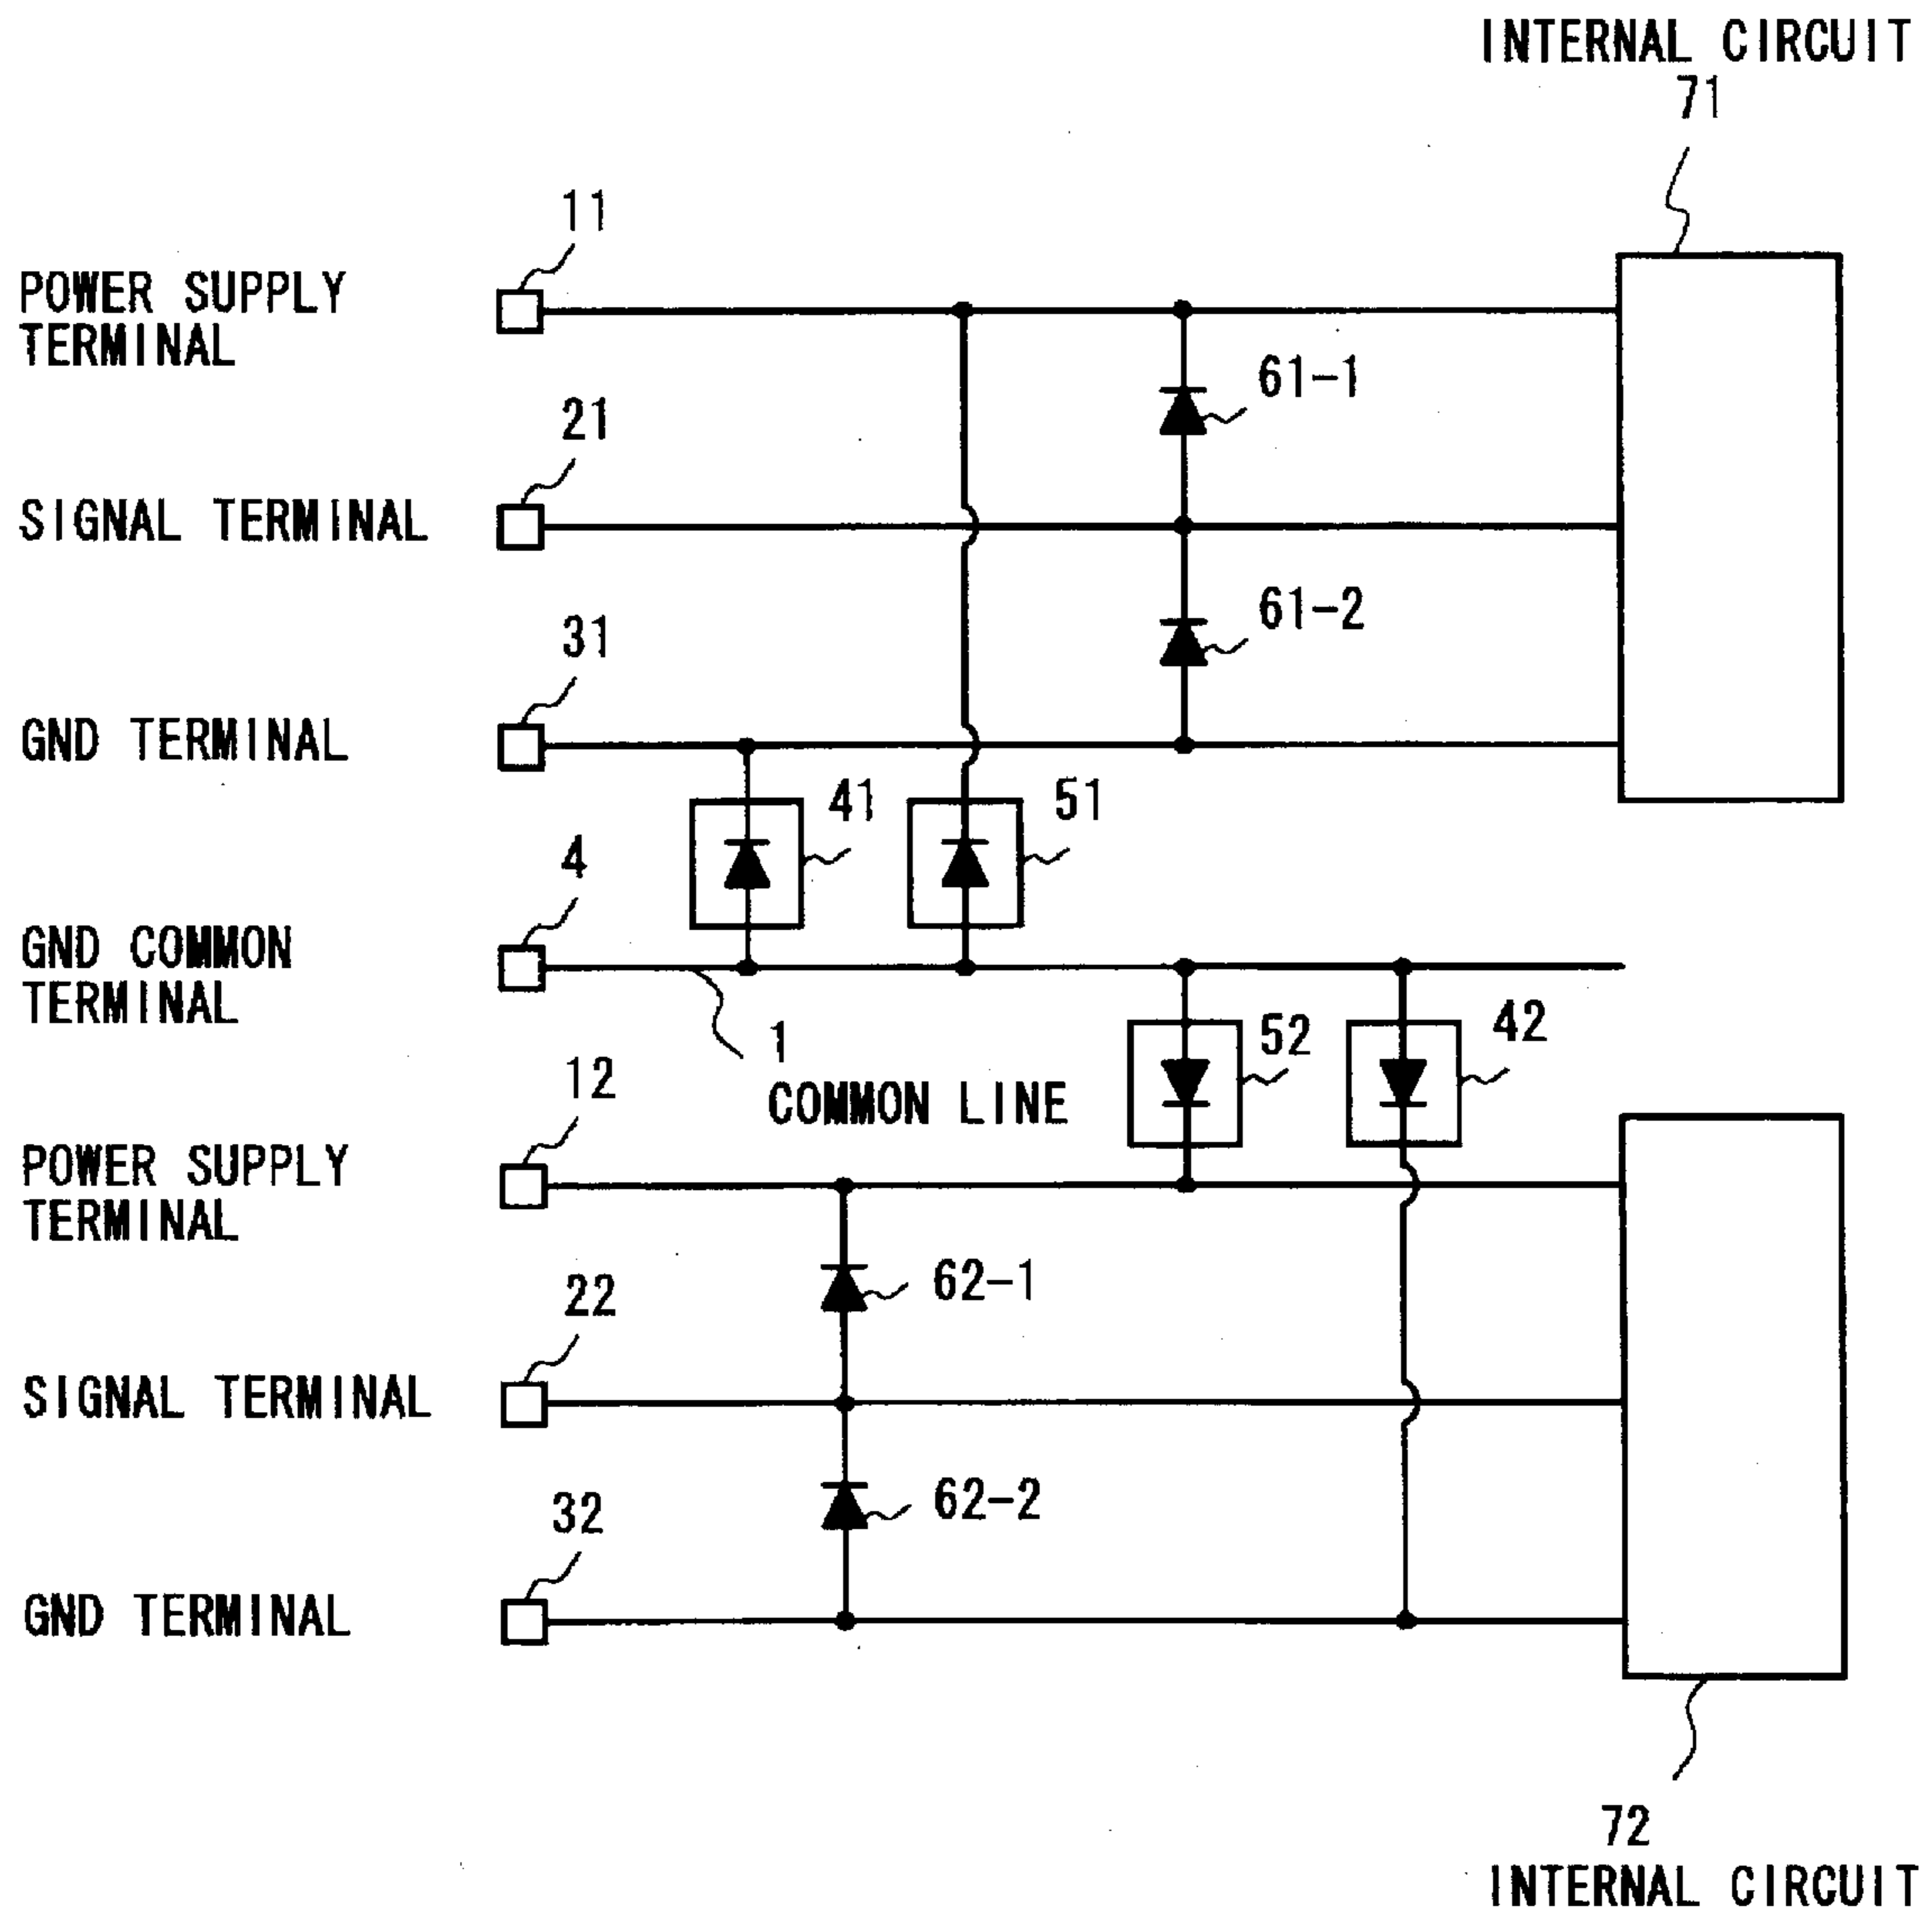 INTERNAL CIRCUIT
71
11
POWER SUPPLY
TERMINAL
61-1
21
SIGNAL TERMINAL
61-2
31
GND TERMINAL
41
51
4
GND COMMON
TERMINAL
1
COMMON LINE
52
42
12
POWER SUPPLY
TERMINAL
62-1
22
SIGNAL TERMINAL
62-2
32
GND TERMINAL
72
INTERNAL CIRCUIT